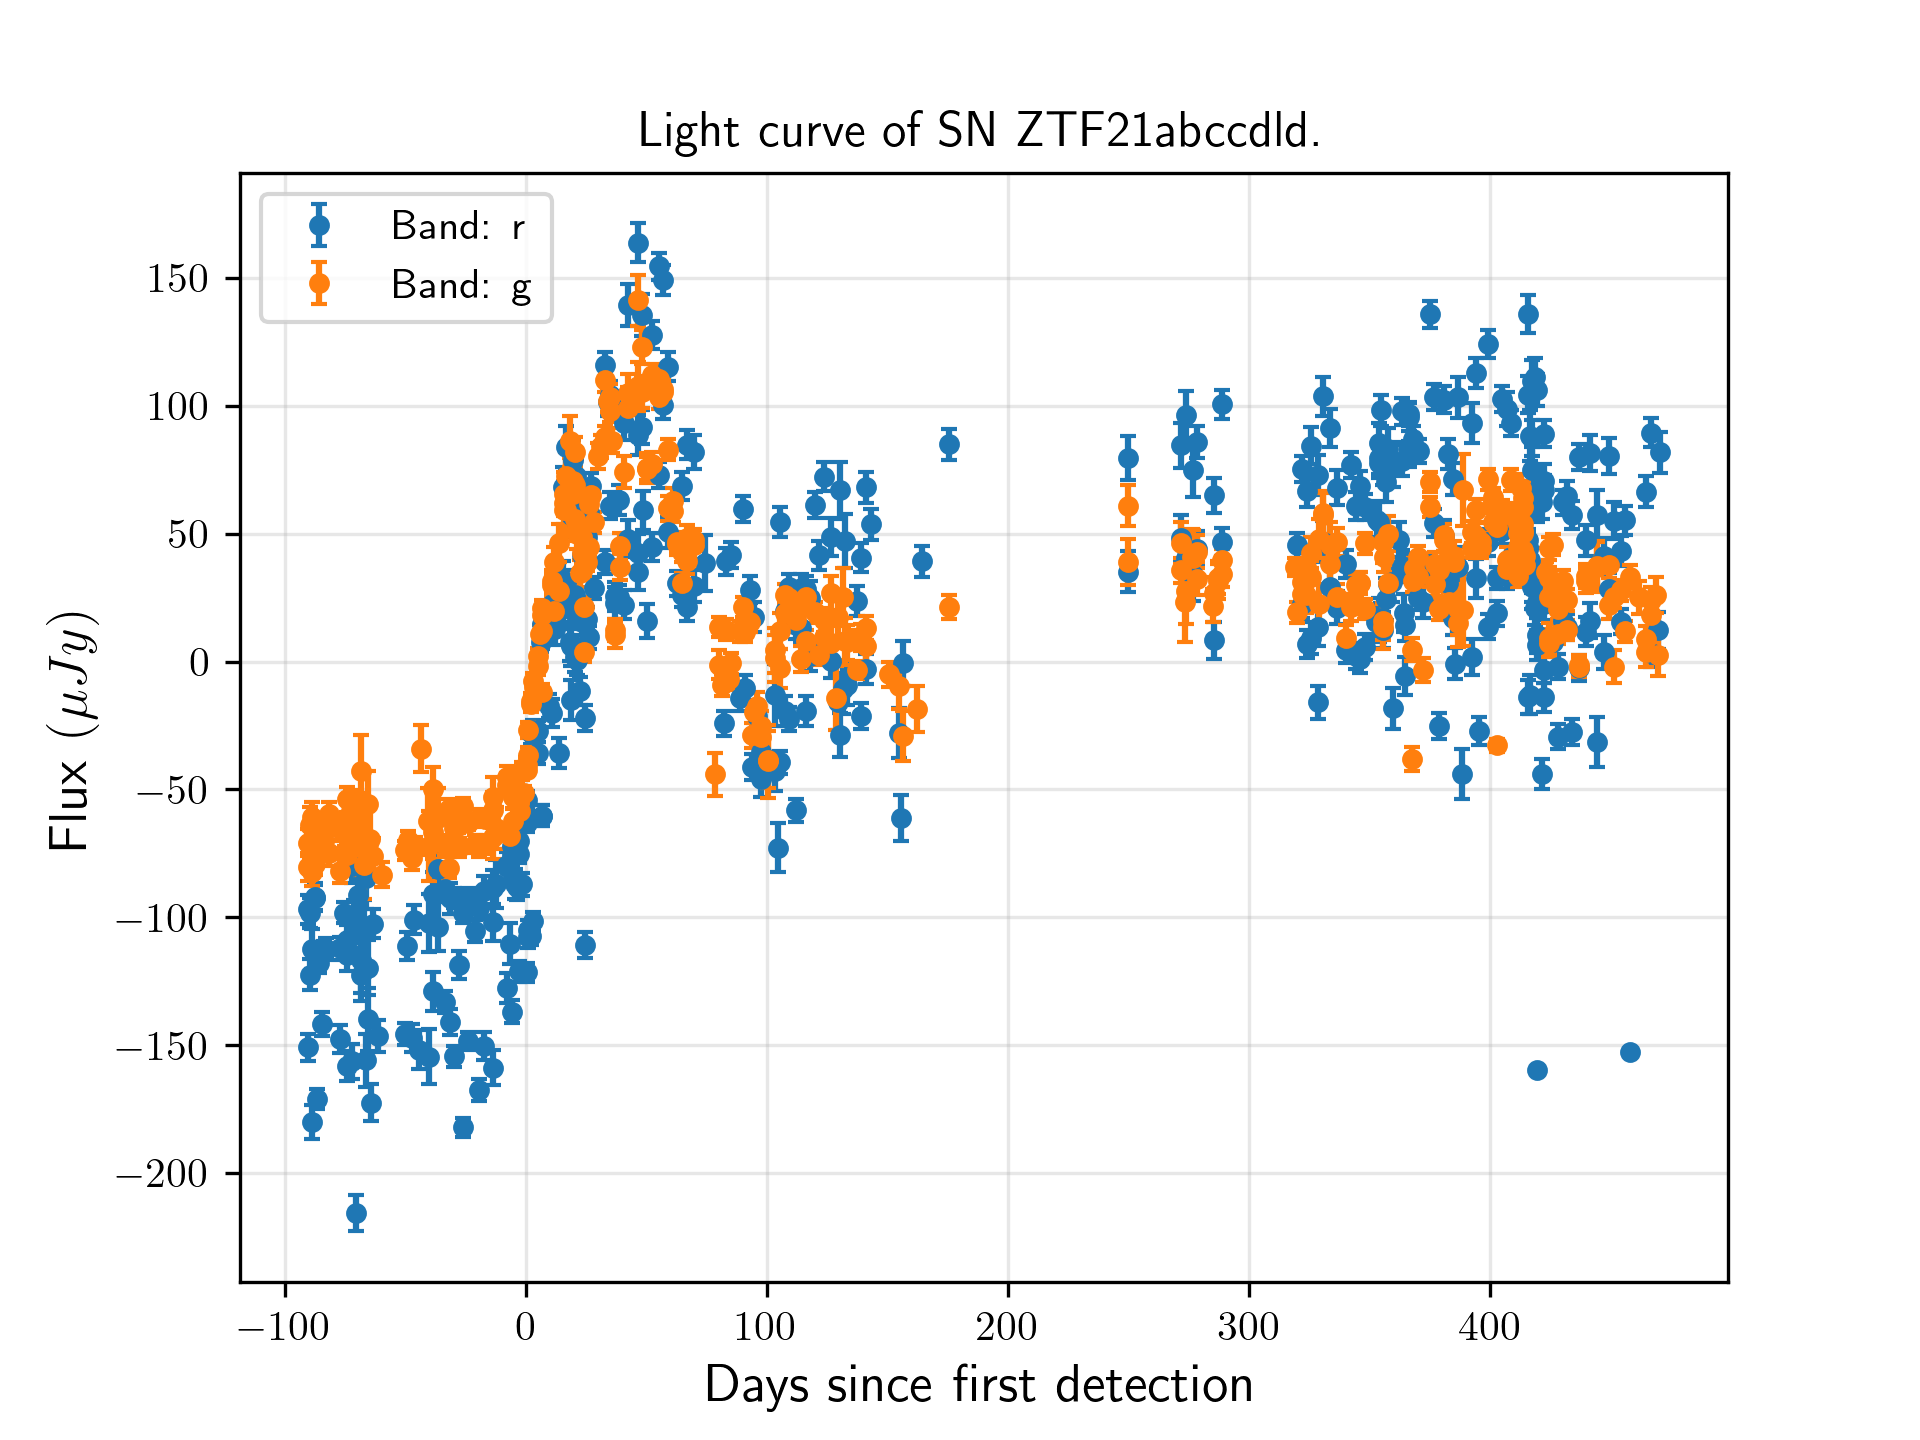 Light curve of SN ZTF21abccdld.
Band: r
Band: g
150
100
50
0
−50
−100
−150
−200
Flux (μJy)
−100 0 100 200 300 400
Days since first detection